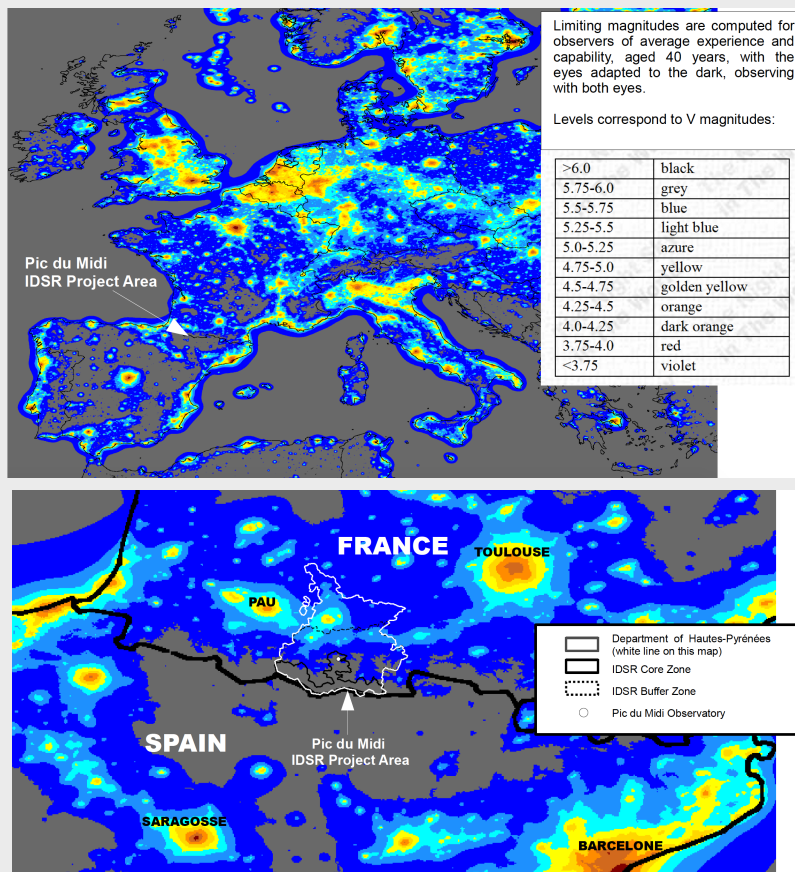 Limiting magnitudes are computed for
observers of average experience and
capability, aged 40 years, with the
eyes adapted to the dark, observing
with both eyes.
Levels correspond to V magnitudes:
>6.0 black
5.75-6.0 grey
5.5-5.75 blue
5.25-5.5 light blue
5.0-5.25 azure
4.75-5.0 yellow
4.5-4.75 golden yellow
4.25-4.5 orange
4.0-4.25 dark orange
3.75-4.0 red
<3.75 violet
Pic du Midi
IDSR Project Area
FRANCE
TOULOUSE
PAU
Department of Hautes-Pyrénées
(white line on this map)
IDSR Core Zone
IDSR Buffer Zone
Pic du Midi Observatory
SPAIN
Pic du Midi
IDSR Project Area
SARAGOSSE
BARCELONE